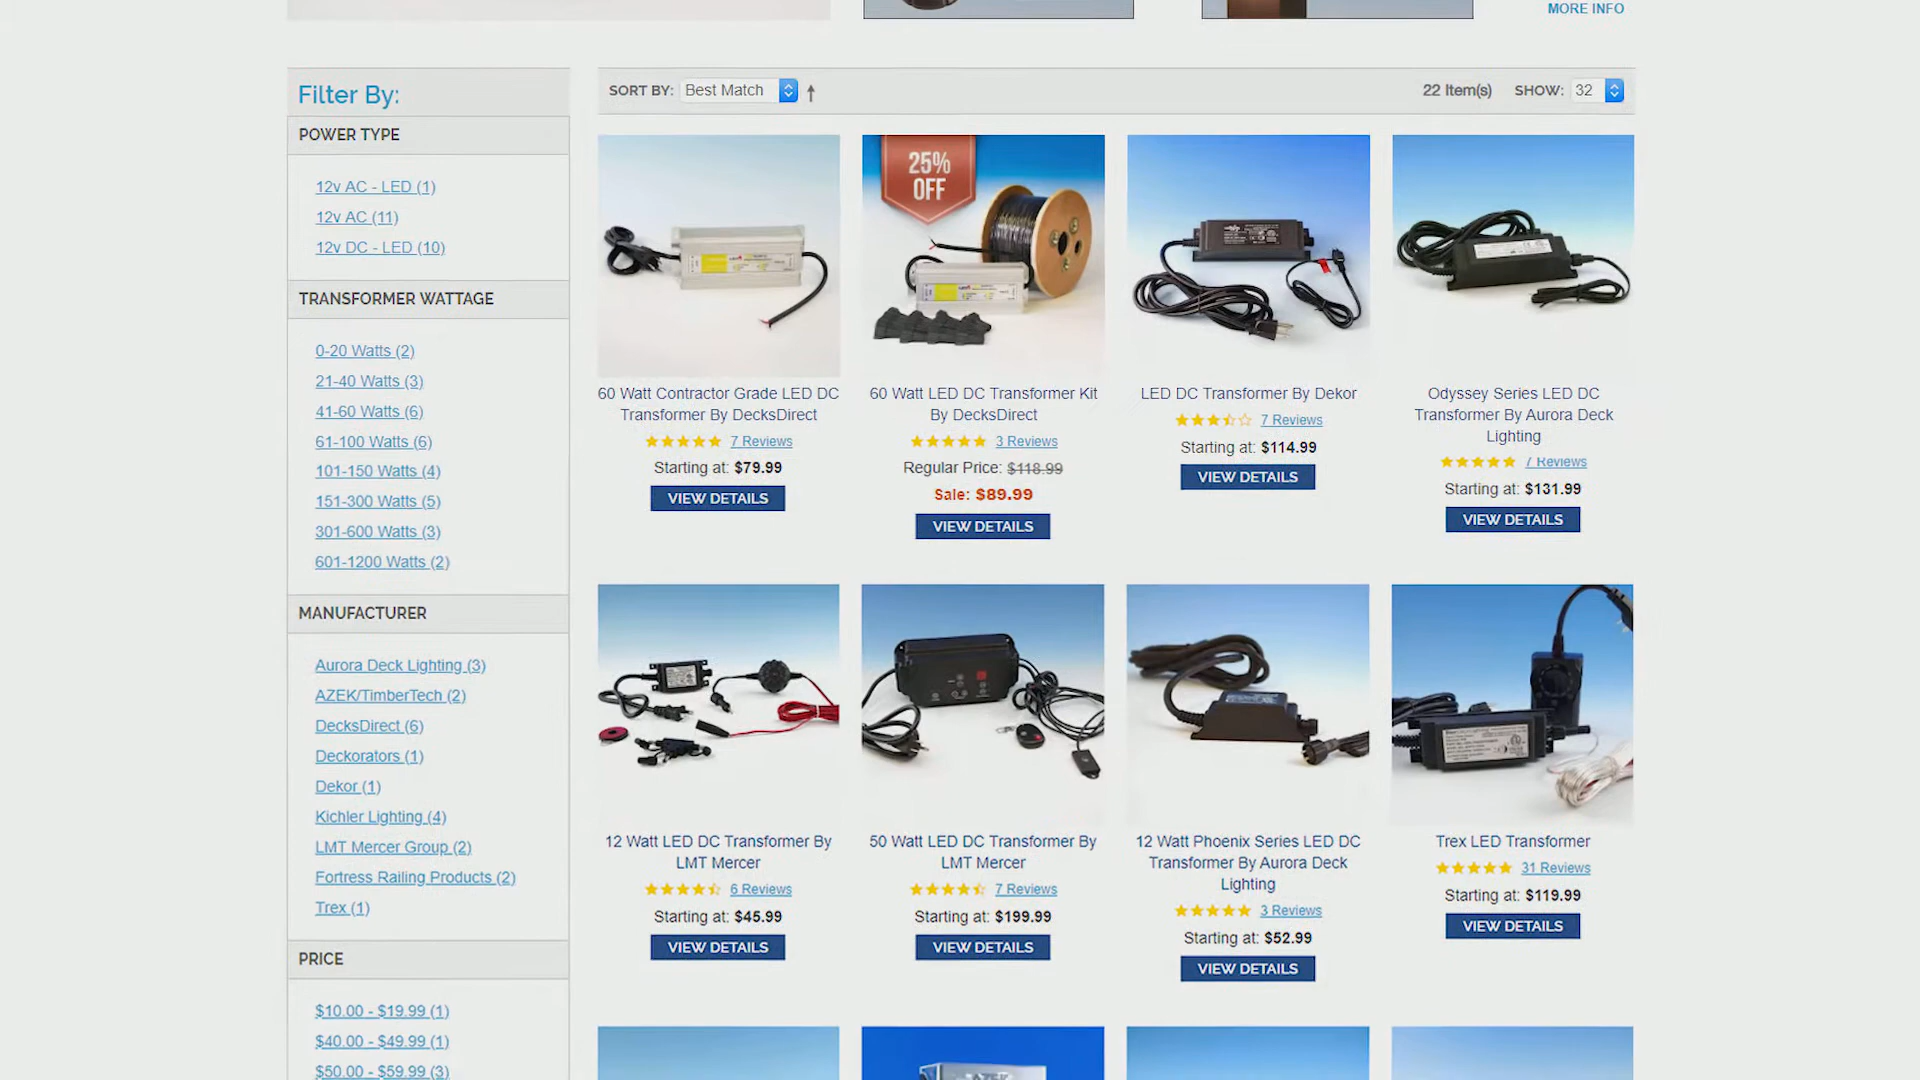 MORE INFO
Filter By:
POWER TYPE
12v AC - LED (1)
12v AC (11)
12v DC - LED (10)
TRANSFORMER WATTAGE
0-20 Watts (2)
21-40 Watts (3)
41-60 Watts (6)
61-100 Watts (6)
101-150 Watts (4)
151-300 Watts (5)
301-600 Watts (3)
601-1200 Watts (2)
MANUFACTURER
Aurora Deck Lighting (3)
AZEK/TimberTech (2)
DecksDirect (6)
Deckorators (1)
Dekor (1)
Kichler Lighting (4)
LMT Mercer Group (2)
Fortress Railing Products (2)
Trex (1)
PRICE
$10.00 - $19.99 (1)
$40.00 - $49.99 (1)
$50.00 - $59.99 (3)
SORT BY: Best Match
22 Item(s) SHOW: 32
60 Watt Contractor Grade LED DC
Transformer By DecksDirect
7 Reviews
Starting at: $79.99
VIEW DETAILS
25%
OFF
60 Watt LED DC Transformer Kit
By DecksDirect
3 Reviews
Regular Price: $118.99
Sale: $89.99
VIEW DETAILS
LED DC Transformer By Dekor
7 Reviews
Starting at: $114.99
VIEW DETAILS
Odyssey Series LED DC
Transformer By Aurora Deck
Lighting
7 Reviews
Starting at: $131.99
VIEW DETAILS
12 Watt LED DC Transformer By
LMT Mercer
6 Reviews
Starting at: $45.99
VIEW DETAILS
50 Watt LED DC Transformer By
LMT Mercer
7 Reviews
Starting at: $199.99
VIEW DETAILS
12 Watt Phoenix Series LED DC
Transformer By Aurora Deck
Lighting
3 Reviews
Starting at: $52.99
VIEW DETAILS
Trex LED Transformer
31 Reviews
Starting at: $119.99
VIEW DETAILS